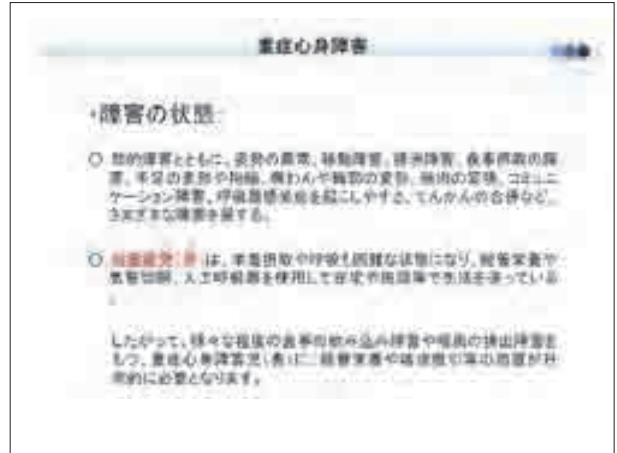 重症心身障害
・障害の状態
○ 知的障害とともに、姿勢の異常、移動障害、排泄障害、食事摂取の障
害、手足の変形や拘縮、側わんや胸郭の変形、筋肉の緊張、コミュニ
ケーション障害、呼吸器感染症を起こしやすさ、てんかんの合併など、
さまざまな障害を呈する。
○ は、栄養摂取や呼吸も困難な状態になり、経管栄養や
気管切開、人工呼吸器を使用して在宅や施設等で生活を送っている
。
したがって、様々な程度の食事の飲み込み障害や喀痰の排出障害を
もつ、重症心身障害児（者）に、経管栄養や喀痰吸引等の処置が日
常的に必要となります。